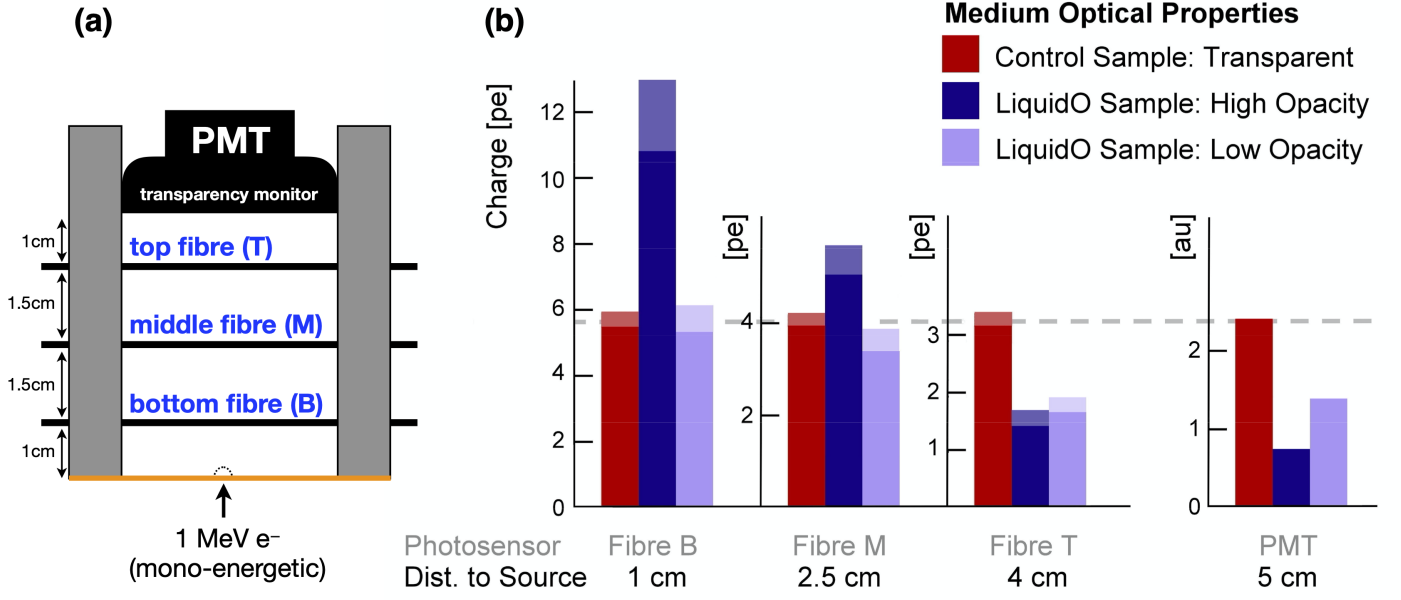 (a)
PMT
transparency monitor
1cm
top fibre (T)
1.5cm
middle fibre (M)
1.5cm
bottom fibre (B)
1cm
1 MeV e⁻
(mono-energetic)
(b)
Medium Optical Properties
Control Sample: Transparent
LiquidO Sample: High Opacity
LiquidO Sample: Low Opacity
Charge [pe]
12
10
8
6
4
2
0
[pe]
4
2
[pe]
3
2
1
[au]
2
1
0
Photosensor Fibre B Fibre M Fibre T PMT
Dist. to Source 1 cm 2.5 cm 4 cm 5 cm